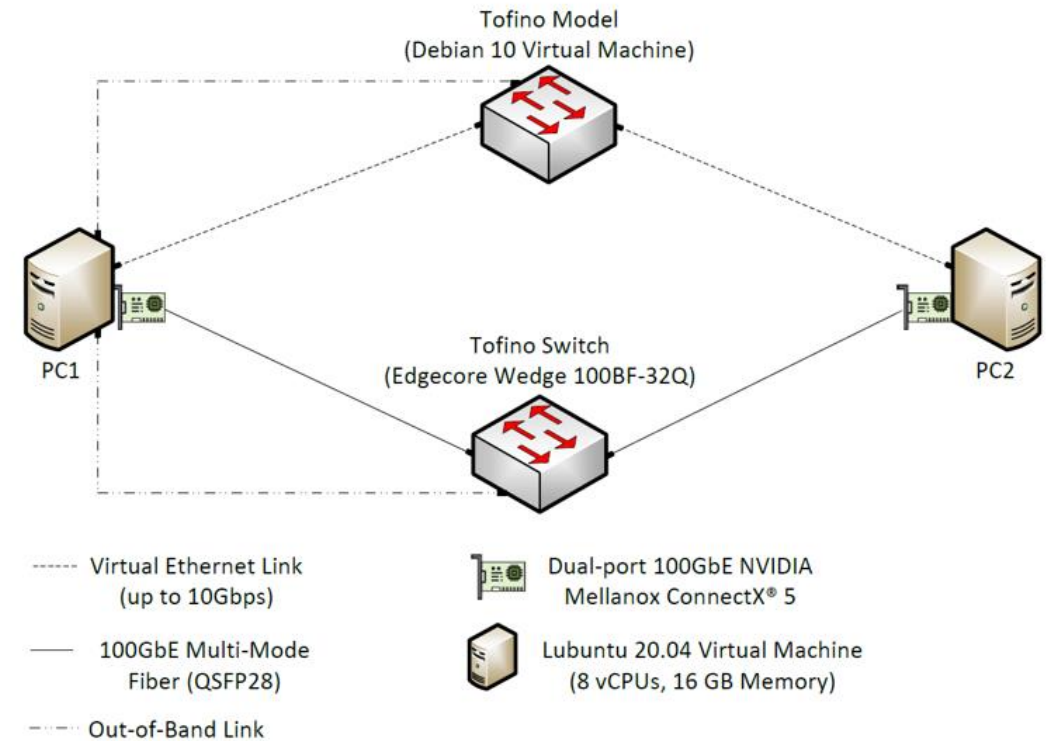 Tofino Model
(Debian 10 Virtual Machine)
PC1
PC2
Tofino Switch
(Edgecore Wedge 100BF-32Q)
Virtual Ethernet Link
(up to 10Gbps)
Dual-port 100GbE NVIDIA
Mellanox ConnectX® 5
100GbE Multi-Mode
Fiber (QSFP28)
Lubuntu 20.04 Virtual Machine
(8 vCPUs, 16 GB Memory)
Out-of-Band Link